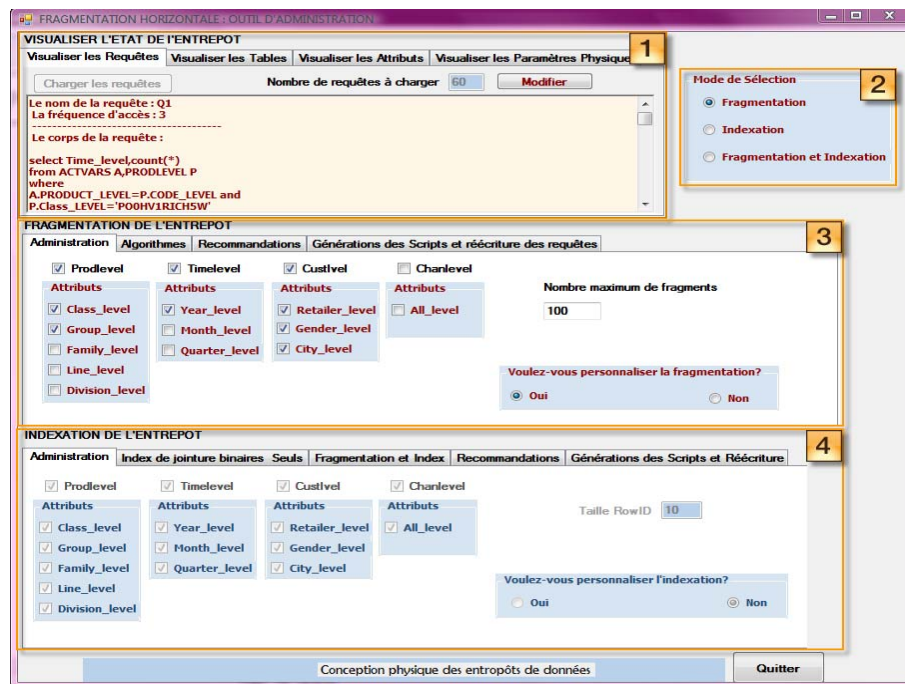 FRAGMENTATION HORIZONTALE : OUTIL D'ADMINISTRATION
VISUALISER L'ETAT DE l'ENTREPOT
1
Visualiser les Requêtes Visualiser les Tables Visualiser les Attributs Visualiser les Paramètres Physique
Charger les requêtes Nombre de requêtes à charger 60 Modifier
Le nom de la requête : Q1
La fréquence d'accès : 3
------------------------------------
Le corps de la requête :
select Time_level,count(*)
from ACTVARS A,PRODLEVEL P
where
A.PRODUCT_LEVEL=P.CODE_LEVEL and
P.Class_LEVEL='PO0HV1RICH5W'
Mode de Sélection
2
Fragmentation
Indexation
Fragmentation et Indexation
FRAGMENTATION DE L'ENTREPOT
3
Administration Algorithmes Recommandations Générations des Scripts et réécriture des requêtes
Prodlevel Timelevel Custlvel Chanlevel
Attributs Attributs Attributs Attributs
Class_level Year_level Retailer_level All_level
Group_level Month_level Gender_level
Family_level Quarter_level City_level
Line_level
Division_level
Nombre maximum de fragments
100
Voulez-vous personnaliser la fragmentation?
Oui Non
INDEXATION DE L'ENTREPOT
4
Administration Index de jointure binaires Seuls Fragmentation et Index Recommandations Générations des Scripts et Réécriture
Prodlevel Timelevel Custlvel Chanlevel
Attributs Attributs Attributs Attributs
Class_level Year_level Retailer_level All_level
Group_level Month_level Gender_level
Family_level Quarter_level City_level
Line_level
Division_level
Taille RowID 10
Voulez-vous personnaliser l'indexation?
Oui Non
Conception physique des entropôts de données
Quitter